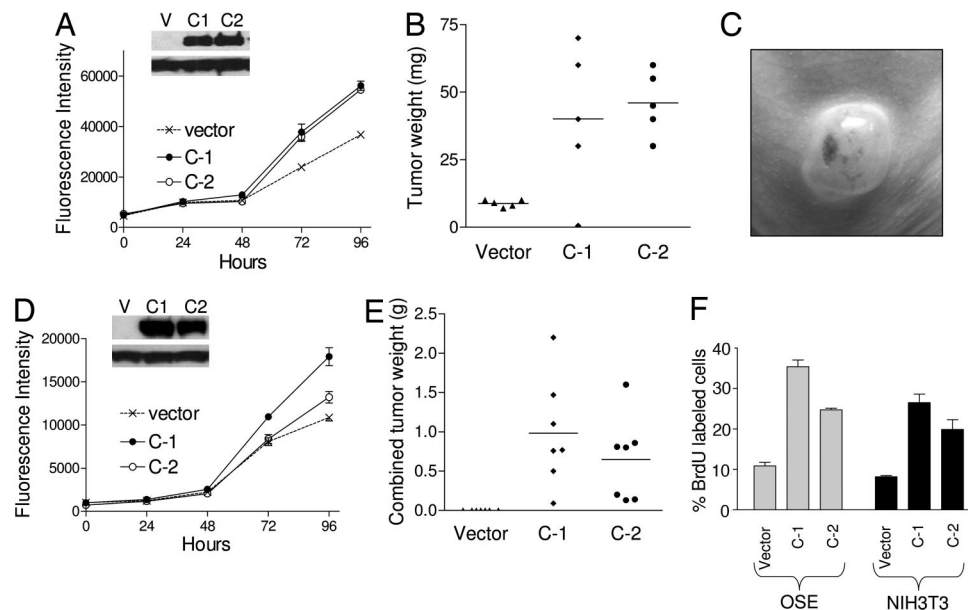 A
V C1 C2
Fluorescence Intensity
60000
40000
20000
0
vector
C-1
C-2
0 24 48 72 96
Hours
B
Tumor weight (mg)
75
50
25
0
Vector C-1 C-2
C
D
V C1 C2
Fluorescence Intensity
20000
15000
10000
5000
0
vector
C-1
C-2
0 24 48 72 96
Hours
E
Combined tumor weight (g)
2.5
2.0
1.5
1.0
0.5
0.0
Vector C-1 C-2
F
% BrdU labeled cells
40
30
20
10
0
Vector C-1 C-2 Vector C-1 C-2
OSE NIH3T3